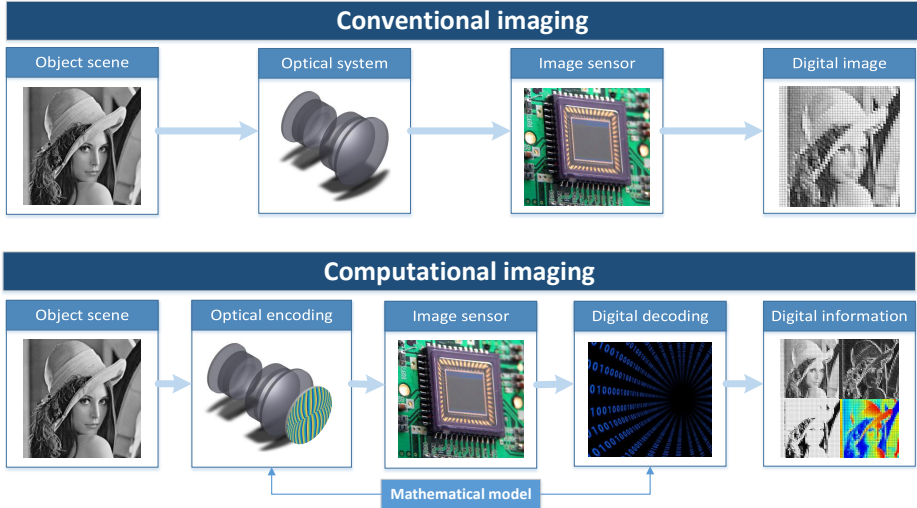 Conventional imaging
Object scene
Optical system
Image sensor
Digital image
Computational imaging
Object scene
Optical encoding
Image sensor
Digital decoding
Digital information
Mathematical model